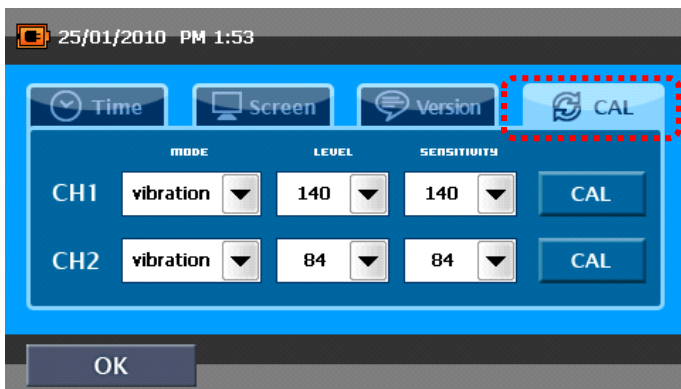 25/01/2010 PM 1:53
Time Screen Version CAL
MODE LEVEL SENSITIVITY
CH1 vibration 140 140 CAL
CH2 vibration 84 84 CAL
OK